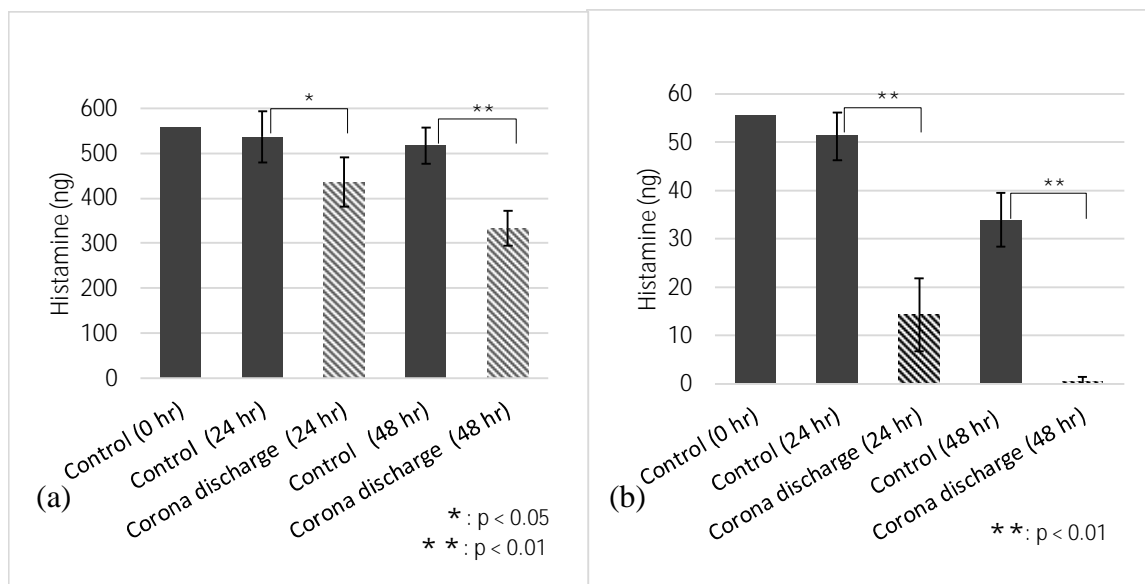 Histamine (ng)
600
500
400
300
200
100
0
*
**
Control (0 hr)
Control (24 hr)
Corona discharge (24 hr)
Control (48 hr)
Corona discharge (48 hr)
(a)
*: p < 0.05
**: p < 0.01
Histamine (ng)
60
50
40
30
20
10
0
**
**
Control (0 hr)
Control (24 hr)
Corona discharge (24 hr)
Control (48 hr)
Corona discharge (48 hr)
(b)
**: p < 0.01